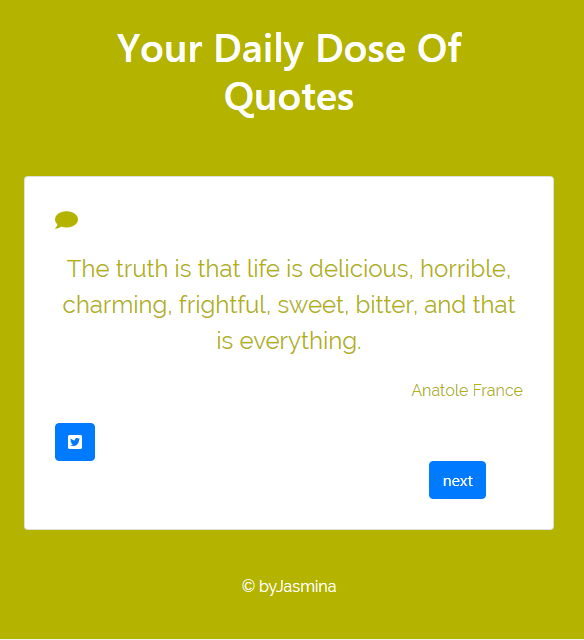 Your Daily Dose Of
Quotes
The truth is that life is delicious, horrible,
charming, frightful, sweet, bitter, and that
is everything.
Anatole France
next
© byJasmina